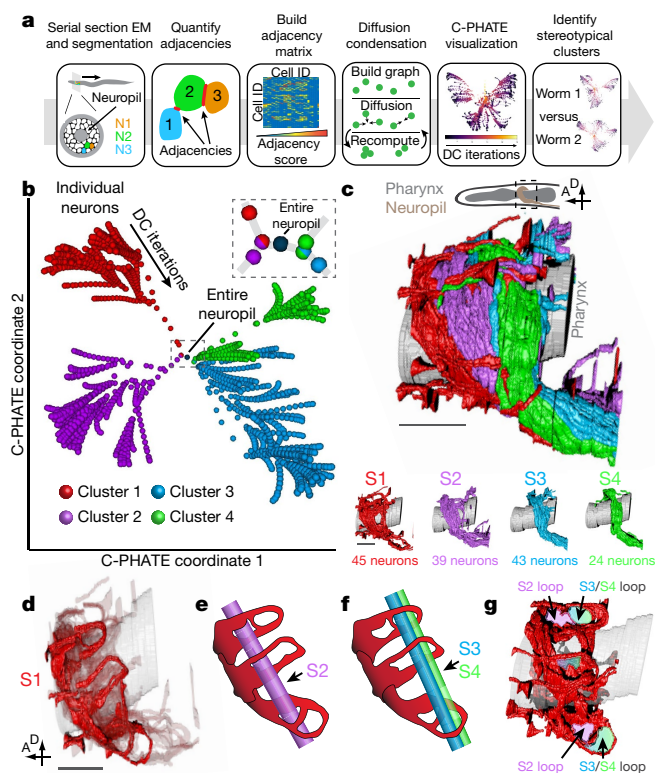 a
Serial section EM
and segmentation
Quantify
adjacencies
Build
adjacency
matrix
Diffusion
condensation
C-PHATE
visualization
Identify
stereotypical
clusters
Neuropil
N1
N2
N3
1
2
3
Adjacencies
Cell ID
Cell ID
Adjacency
score
Build graph
Diffusion
Recompute
DC iterations
Worm 1
versus
Worm 2
b
Individual
neurons
DC iterations
Entire
neuropil
Entire
neuropil
C-PHATE coordinate 2
Cluster 1
Cluster 3
Cluster 2
Cluster 4
C-PHATE coordinate 1
c
Pharynx
Neuropil
A
D
Pharynx
S1
S2
S3
S4
45 neurons
39 neurons
43 neurons
24 neurons
d
S1
A
D
e
S2
f
S3
S4
g
S2 loop
S3/S4 loop
S2 loop
S3/S4 loop